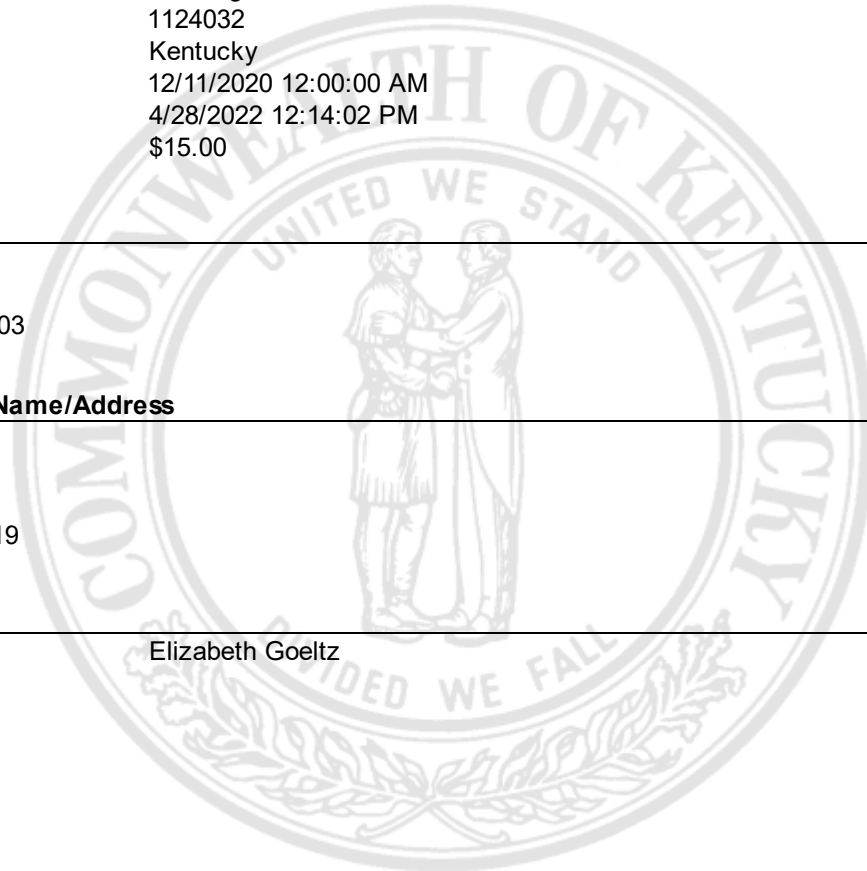 1124032
Kentucky
12/11/2020 12:00:00 AM
4/28/2022 12:14:02 PM
$15.00
03
Name/Address
19
Elizabeth Goeltz
COMMONWEALTH OF KENTUCKY
UNITED WE STAND
DIVIDED WE FALL